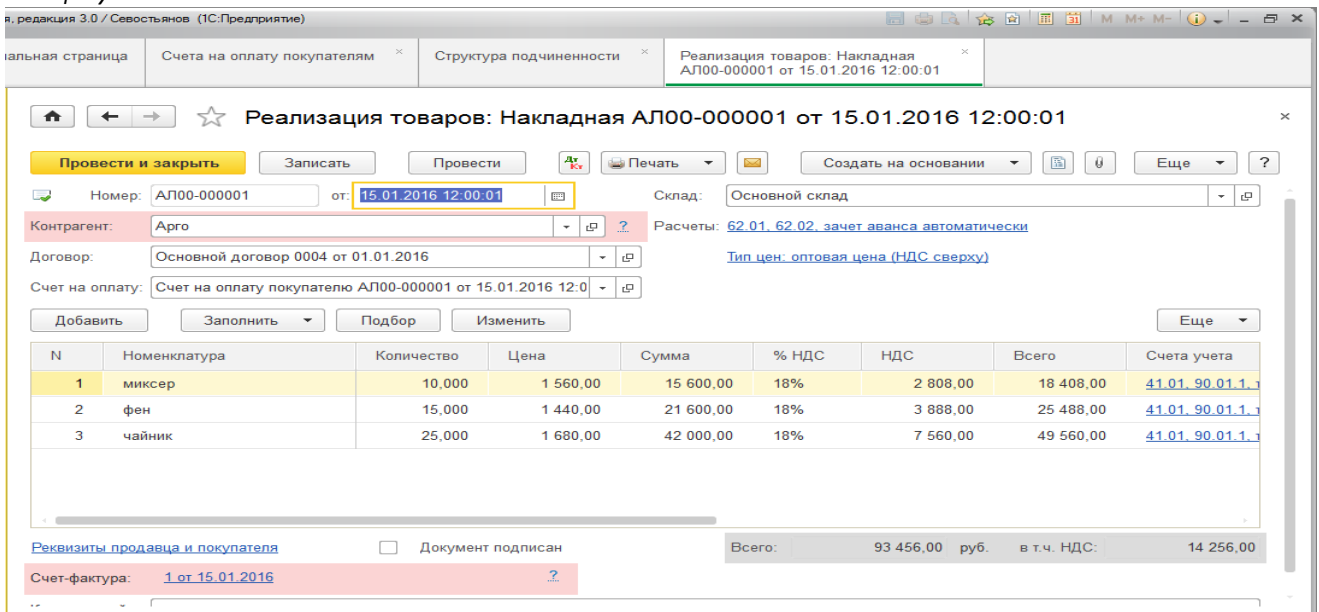 я, редакция 3.0 / Севостьянов (1С:Предприятие) M M+ M-
альная страница Счета на оплату покупателям Структура подчиненности Реализация товаров: Накладная
АЛ00-000001 от 15.01.2016 12:00:01
Реализация товаров: Накладная АЛ00-000001 от 15.01.2016 12:00:01
Провести и закрыть Записать Провести Дт Кт Печать Создать на основании Еще ?
Номер: АЛ00-000001 от: 15.01.2016 12:00:01 Склад: Основной склад
Контрагент: Арго ? Расчеты: 62.01, 62.02, зачет аванса автоматически
Договор: Основной договор 0004 от 01.01.2016 Тип цен: оптовая цена (НДС сверху)
Счет на оплату: Счет на оплату покупателю АЛ00-000001 от 15.01.2016 12:0
Добавить Заполнить Подбор Изменить Еще
N Номенклатура Количество Цена Сумма % НДС НДС Всего Счета учета
1 миксер 10,000 1 560,00 15 600,00 18% 2 808,00 18 408,00 41.01, 90.01.1,
2 фен 15,000 1 440,00 21 600,00 18% 3 888,00 25 488,00 41.01, 90.01.1,
3 чайник 25,000 1 680,00 42 000,00 18% 7 560,00 49 560,00 41.01, 90.01.1,
Реквизиты продавца и покупателя Документ подписан Всего: 93 456,00 руб. в т.ч. НДС: 14 256,00
Счет-фактура: 1 от 15.01.2016 ?